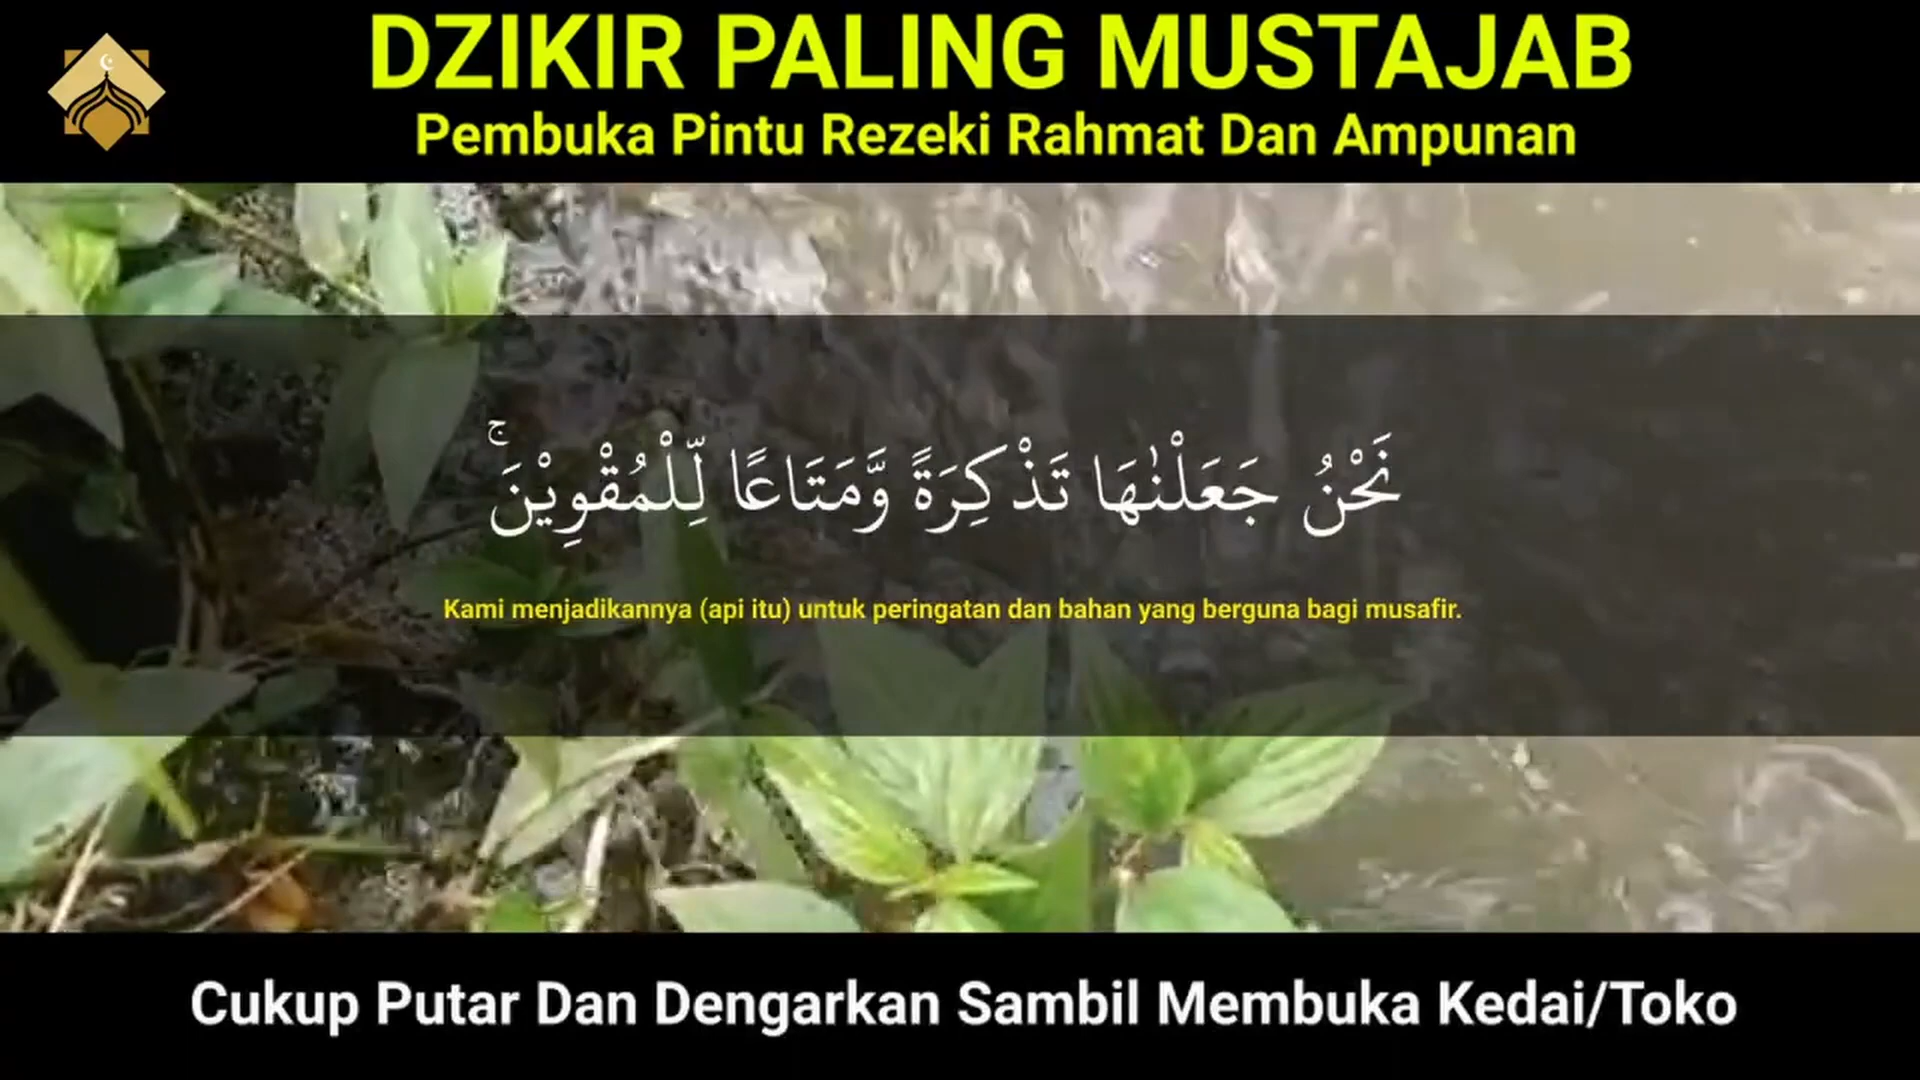 DZIKIR PALING MUSTAJAB
Pembuka Pintu Rezeki Rahmat Dan Ampunan
نَحْنُ جَعَلْنٰهَا تَذْكِرَةً وَّمَتَاعًا لِّلْمُقْوِيْنَۚ
Kami menjadikannya (api itu) untuk peringatan dan bahan yang berguna bagi musafir.
Cukup Putar Dan Dengarkan Sambil Membuka Kedai/Toko